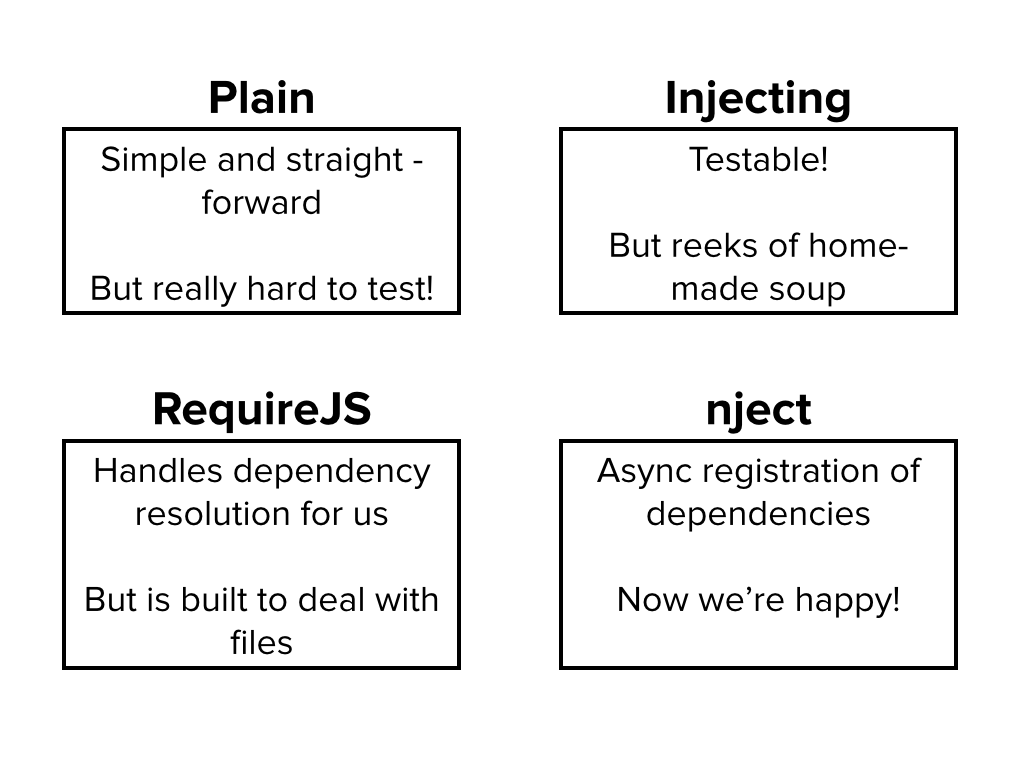 Plain
Simple and straight -
forward
But really hard to test!
Injecting
Testable!
But reeks of home-
made soup
RequireJS
Handles dependency
resolution for us
But is built to deal with
files
nject
Async registration of
dependencies
Now we’re happy!